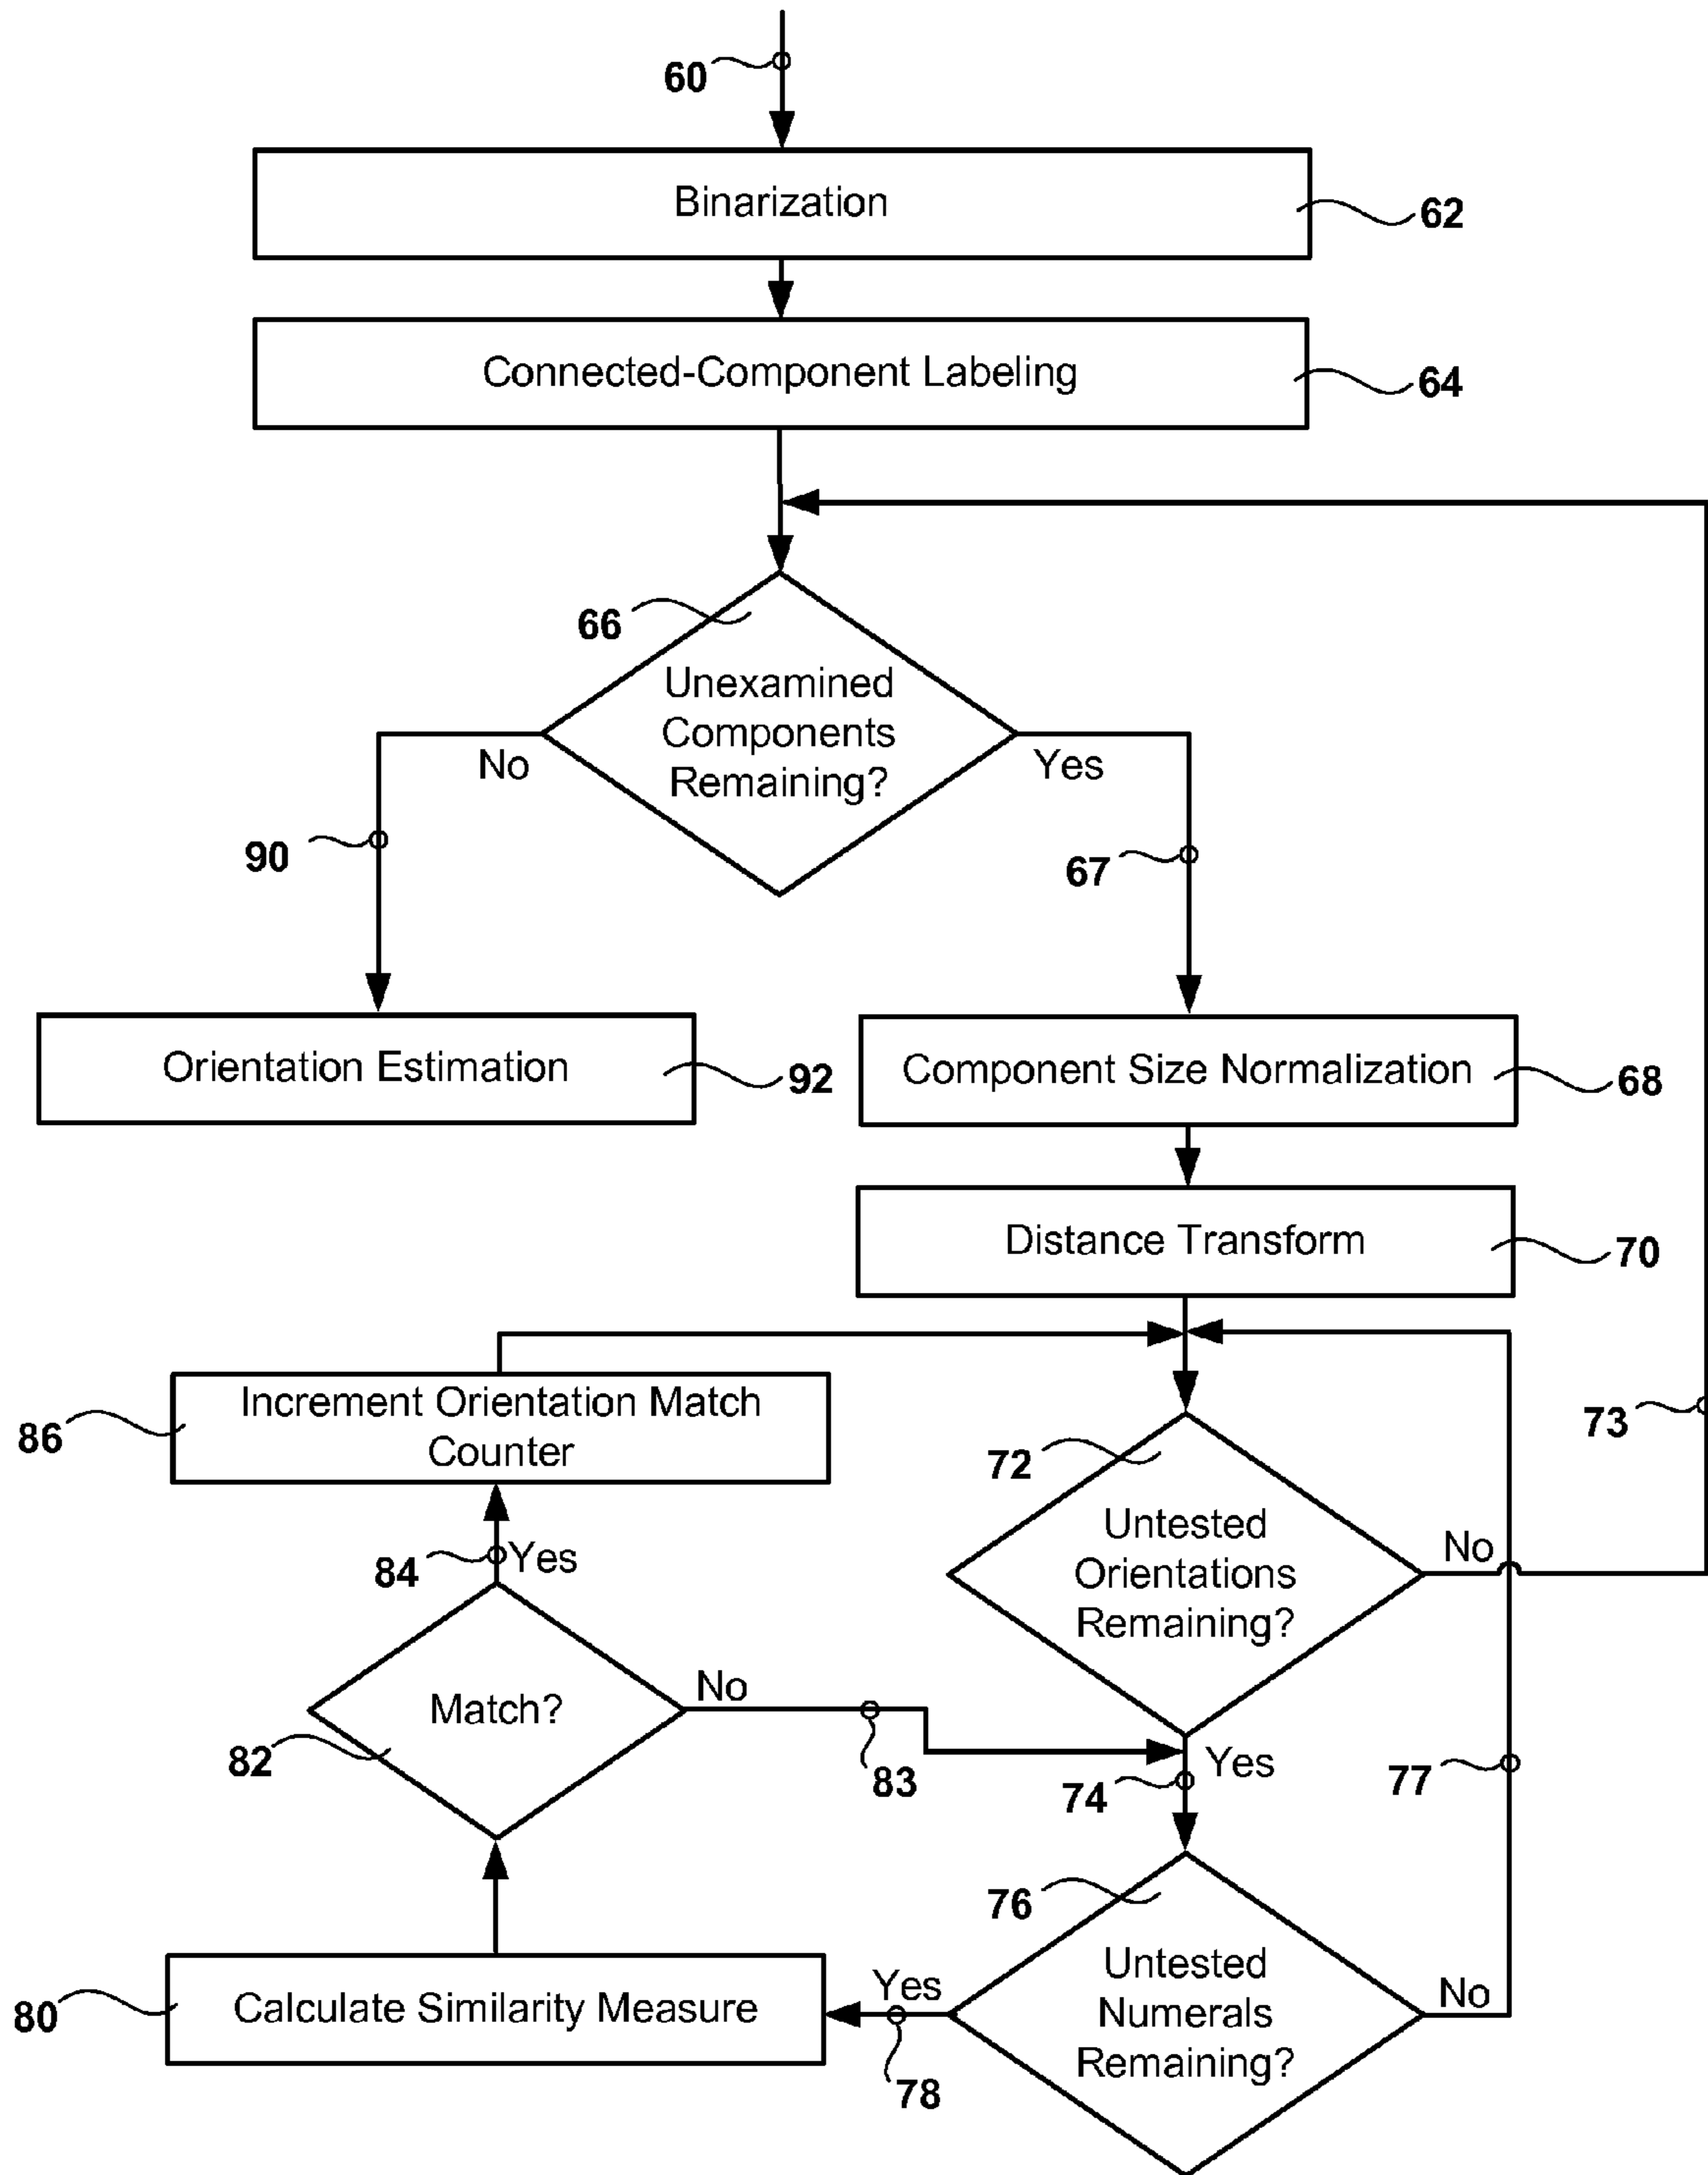 60
Binarization
62
Connected-Component Labeling
64
66
Unexamined
Components
Remaining?
No
Yes
90
67
Orientation Estimation
92
Component Size Normalization
68
Distance Transform
70
Increment Orientation Match
Counter
86
73
72
Untested
Orientations
Remaining?
No
84
Yes
Match?
No
82
83
Yes
74
77
76
Untested
Numerals
Remaining?
Yes
No
Calculate Similarity Measure
80
78